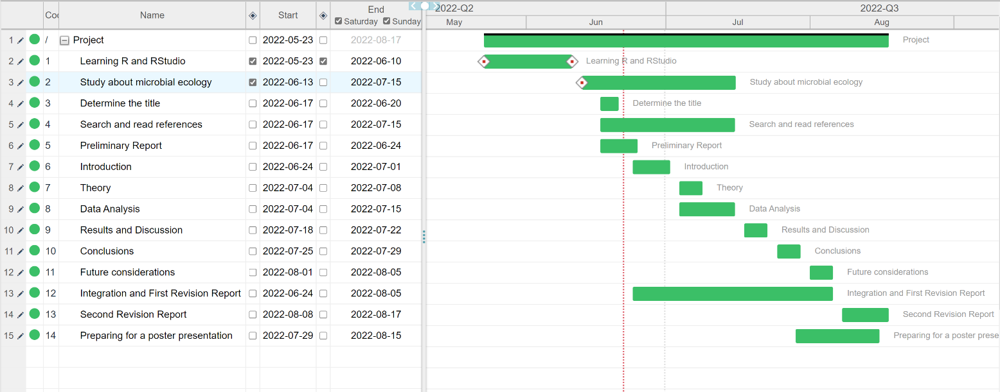 Name Start End 2022-Q2 2022-Q3
Saturday Sunday May Jun Jul Aug
1 / Project 2022-05-23 2022-08-17 Project
2 1 Learning R and RStudio 2022-05-23 2022-06-10 Learning R and RStudio
3 2 Study about microbial ecology 2022-06-13 2022-07-15 Study about microbial ecology
4 3 Determine the title 2022-06-17 2022-06-20 Determine the title
5 4 Search and read references 2022-06-17 2022-07-15 Search and read references
6 5 Preliminary Report 2022-06-17 2022-06-24 Preliminary Report
7 6 Introduction 2022-06-24 2022-07-01 Introduction
8 7 Theory 2022-07-04 2022-07-08 Theory
9 8 Data Analysis 2022-07-04 2022-07-15 Data Analysis
10 9 Results and Discussion 2022-07-18 2022-07-22 Results and Discussion
11 10 Conclusions 2022-07-25 2022-07-29 Conclusions
12 11 Future considerations 2022-08-01 2022-08-05 Future considerations
13 12 Integration and First Revision Report 2022-06-24 2022-08-05 Integration and First Revision Report
14 13 Second Revision Report 2022-08-08 2022-08-17 Second Revision Report
15 14 Preparing for a poster presentation 2022-07-29 2022-08-15 Preparing for a poster prese